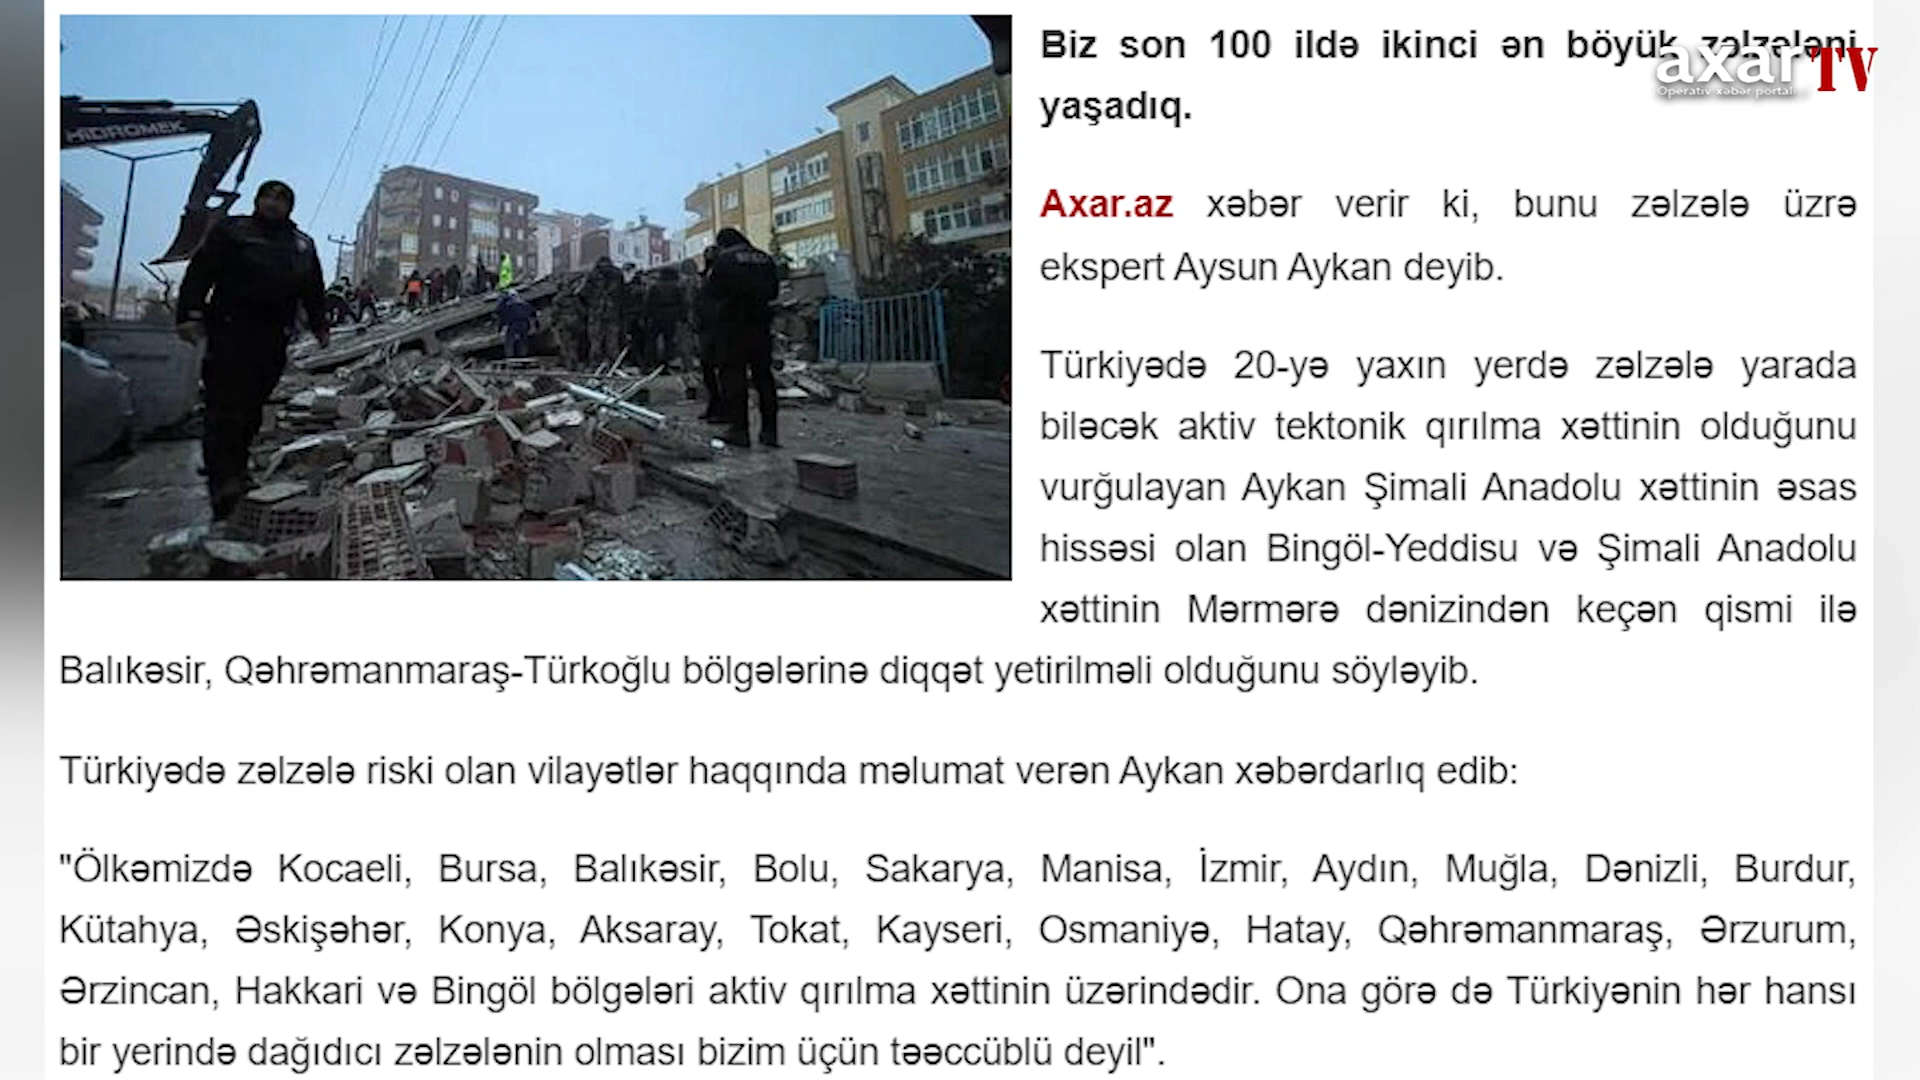 HIDROMEK
axar TV
Operativ xəbər portalı
Biz son 100 ildə ikinci ən böyük zəlzələni
yaşadıq.
Axar.az xəbər verir ki, bunu zəlzələ üzrə
ekspert Aysun Aykan deyib.
Türkiyədə 20-yə yaxın yerdə zəlzələ yarada
biləcək aktiv tektonik qırılma xəttinin olduğunu
vurğulayan Aykan Şimali Anadolu xəttinin əsas
hissəsi olan Bingöl-Yeddisu və Şimali Anadolu
xəttinin Mərmərə dənizindən keçən qismi ilə
Balıkəsir, Qəhrəmanmaraş-Türkoğlu bölgələrinə diqqət yetirilməli olduğunu söyləyib.
Türkiyədə zəlzələ riski olan vilayətlər haqqında məlumat verən Aykan xəbərdarlıq edib:
"Ölkəmizdə Kocaeli, Bursa, Balıkəsir, Bolu, Sakarya, Manisa, İzmir, Aydın, Muğla, Dənizli, Burdur,
Kütahya, Əskişəhər, Konya, Aksaray, Tokat, Kayseri, Osmaniyə, Hatay, Qəhrəmanmaraş, Ərzurum,
Ərzincan, Hakkari və Bingöl bölgələri aktiv qırılma xəttinin üzərindədir. Ona görə də Türkiyənin hər hansı
bir yerində dağıdıcı zəlzələnin olması bizim üçün təəccüblü deyil".